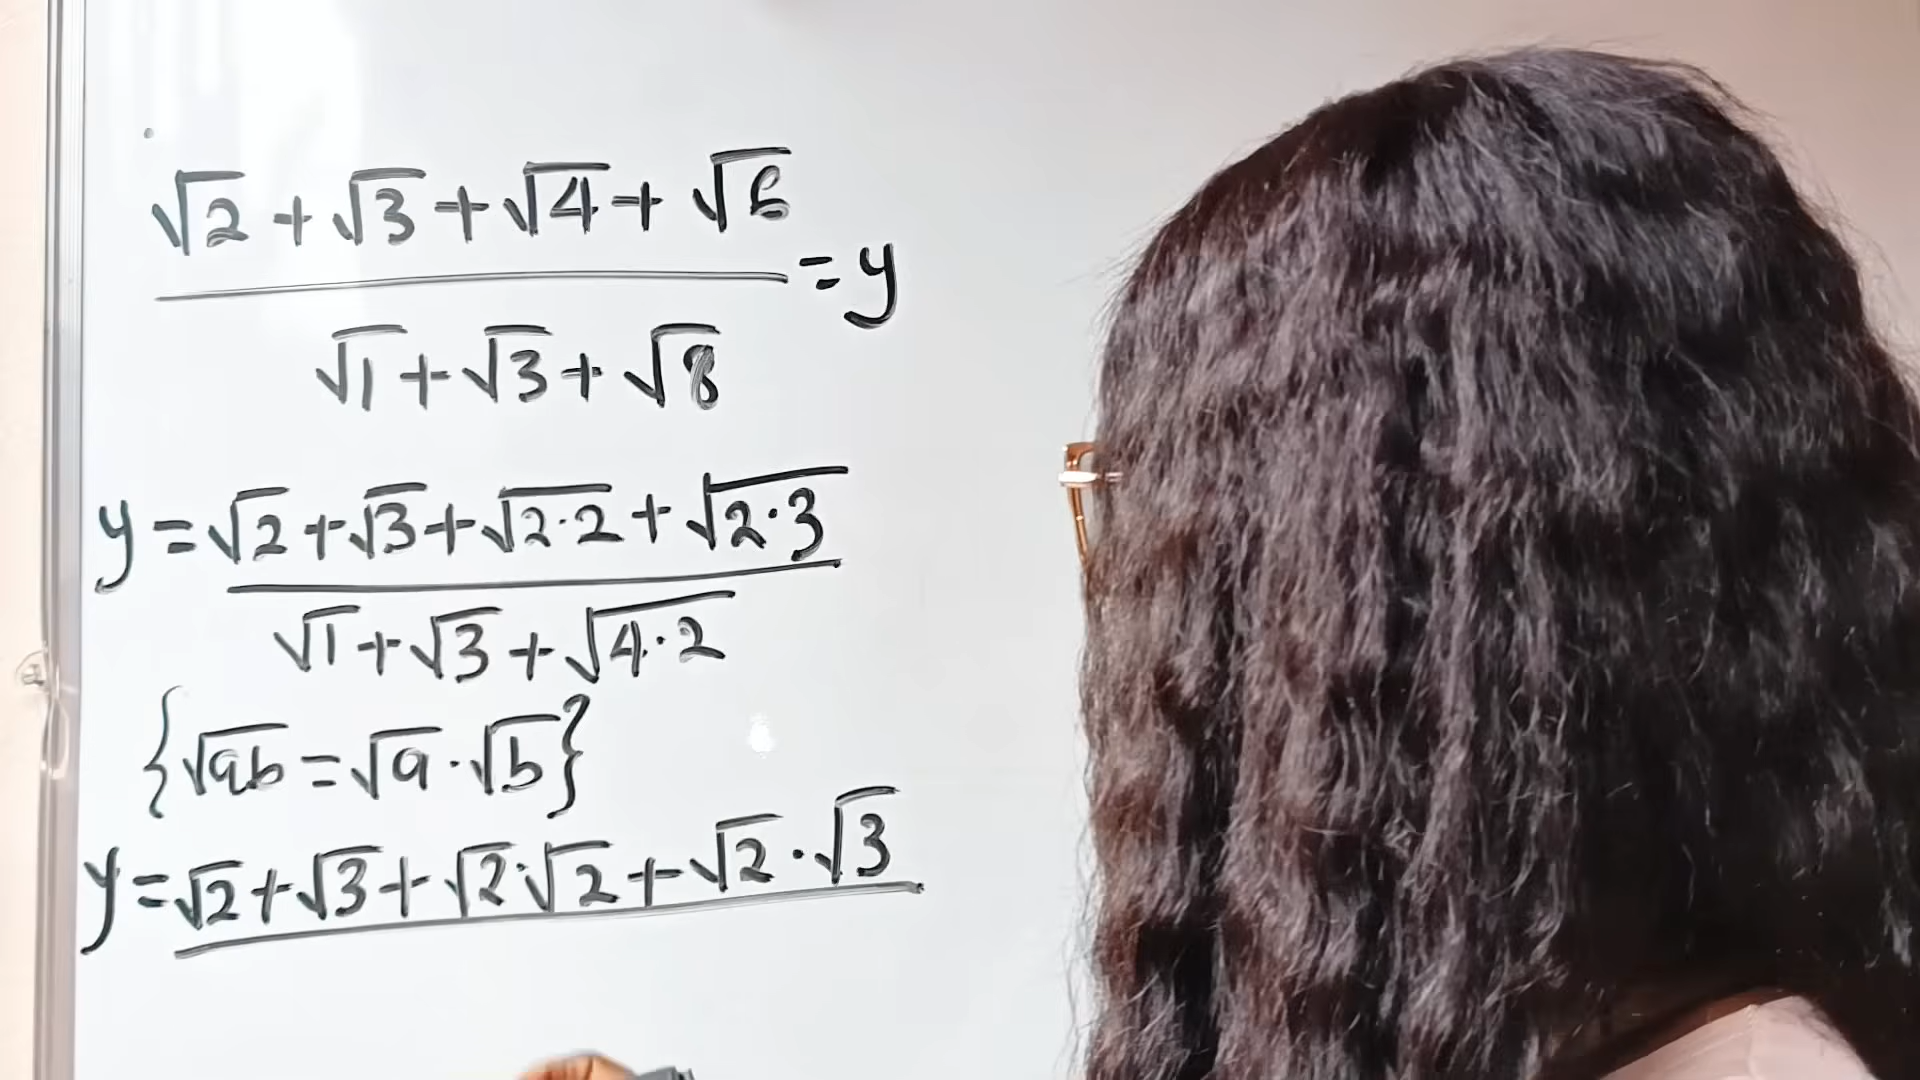 √2 + √3 + √4 + √6
= y
√1 + √3 + √8
y = √2 + √3 + √2·2 + √2·3
√1 + √3 + √4·2
{√ab = √a · √b}
y = √2 + √3 + √2·√2 + √2 · √3